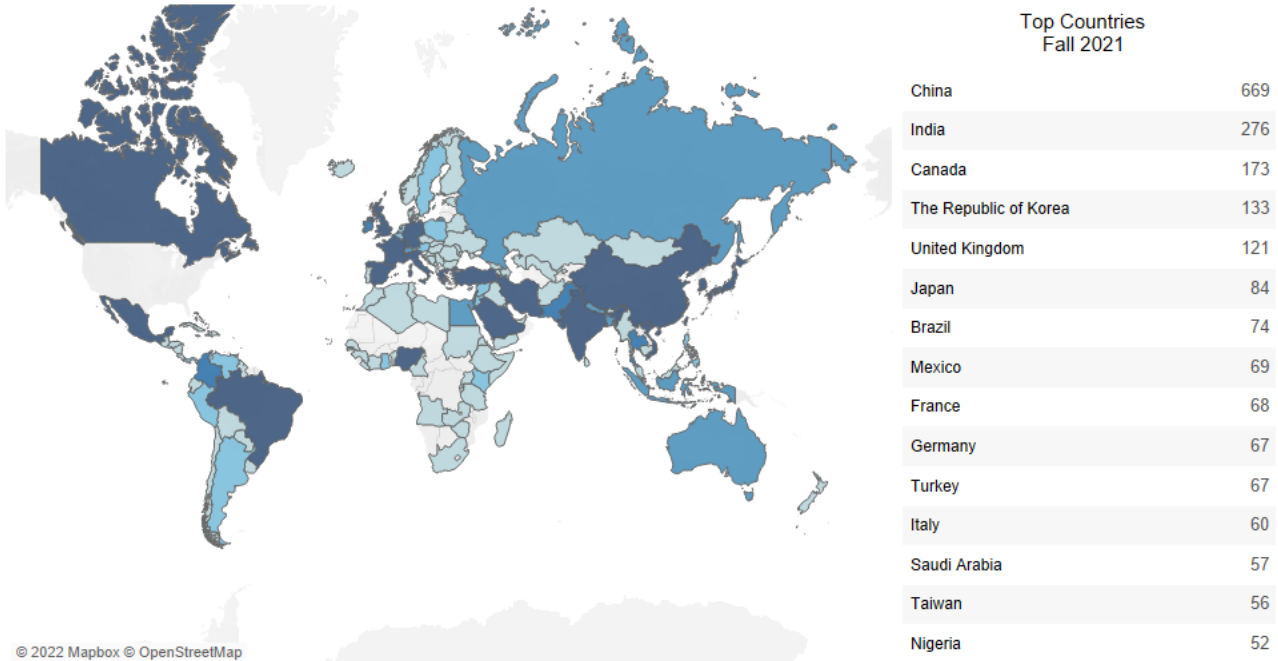 Top Countries
Fall 2021
China 669
India 276
Canada 173
The Republic of Korea 133
United Kingdom 121
Japan 84
Brazil 74
Mexico 69
France 68
Germany 67
Turkey 67
Italy 60
Saudi Arabia 57
Taiwan 56
Nigeria 52
© 2022 Mapbox © OpenStreetMap